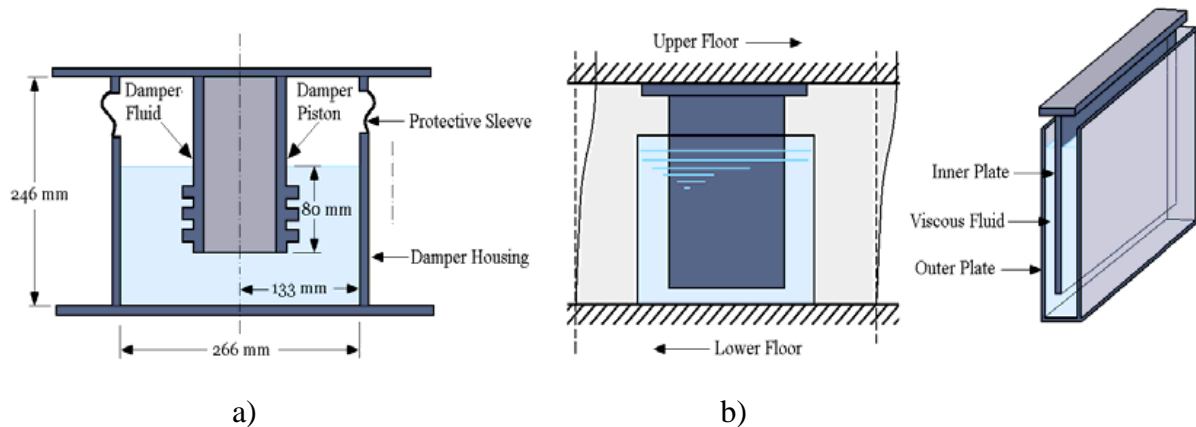 Damper
Fluid
Damper
Piston
Protective Sleeve
246 mm
80 mm
Damper Housing
133 mm
266 mm
a)
Upper Floor
Lower Floor
b)
Inner Plate
Viscous Fluid
Outer Plate